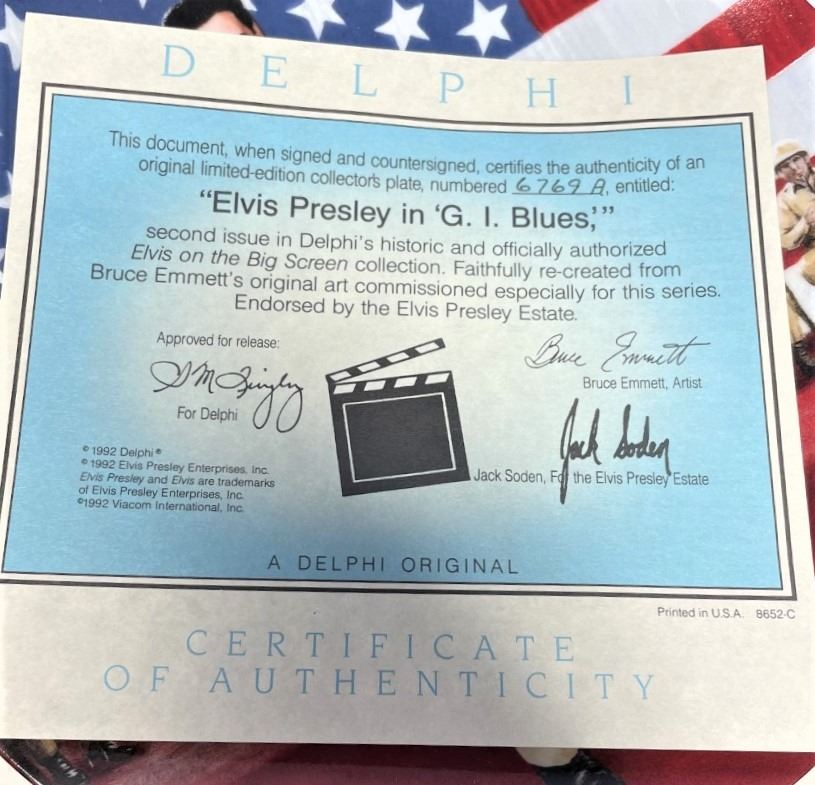 DELPHI
This document, when signed and countersigned, certifies the authenticity of an
original limited-edition collector's plate, numbered 6769 A, entitled:
"Elvis Presley in 'G. I. Blues,'"
second issue in Delphi's historic and officially authorized
Elvis on the Big Screen collection. Faithfully re-created from
Bruce Emmett's original art commissioned especially for this series.
Endorsed by the Elvis Presley Estate.
Approved for release:
For Delphi
Bruce Emmett
Bruce Emmett, Artist
Jack Soden
Jack Soden, For the Elvis Presley Estate
© 1992 Delphi ®
© 1992 Elvis Presley Enterprises, Inc.
Elvis Presley and Elvis are trademarks
of Elvis Presley Enterprises, Inc.
©1992 Viacom International, Inc.
A DELPHI ORIGINAL
Printed in U.S.A. 8652-C
CERTIFICATE
OF AUTHENTICITY